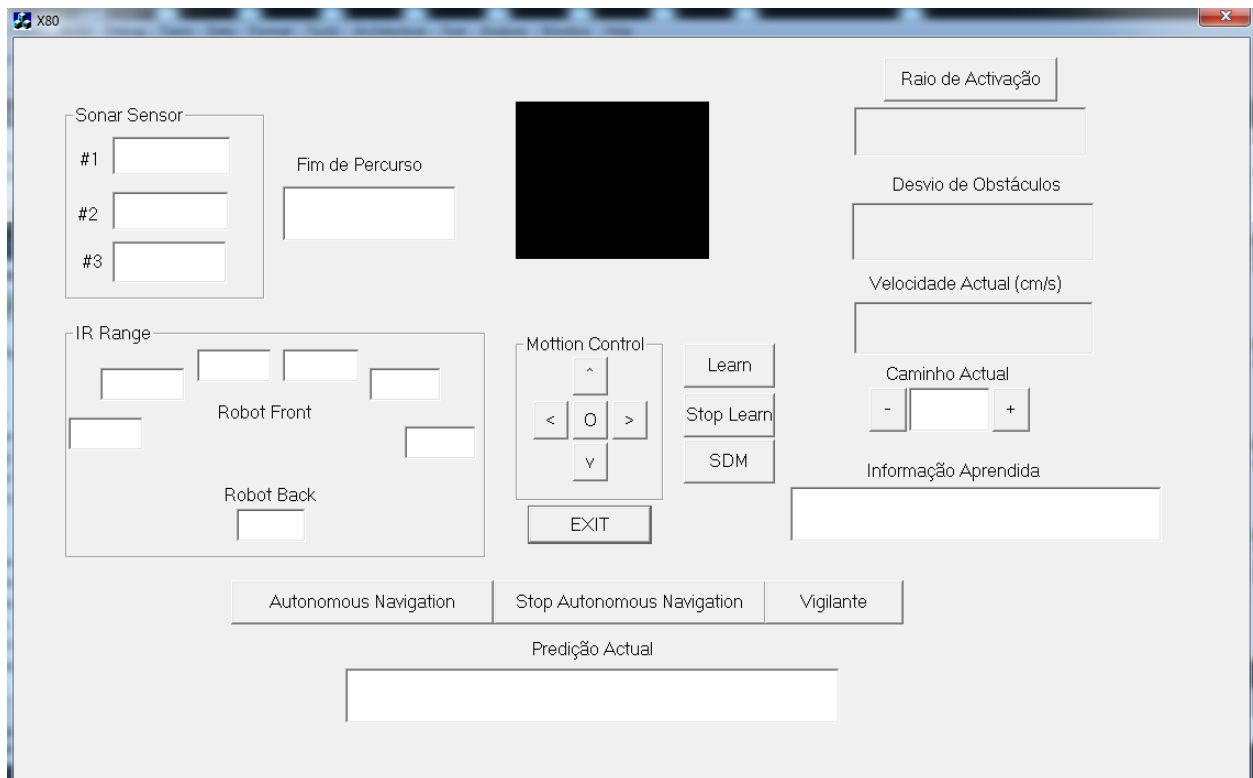 X80
Raio de Activação
Sonar Sensor
#1
Fim de Percurso
Desvio de Obstáculos
#2
#3
Velocidade Actual (cm/s)
IR Range
Mottion Control
^
Learn
Caminho Actual
Robot Front
< O >
Stop Learn
- +
v
SDM
Informação Aprendida
Robot Back
EXIT
Autonomous Navigation
Stop Autonomous Navigation
Vigilante
Predição Actual